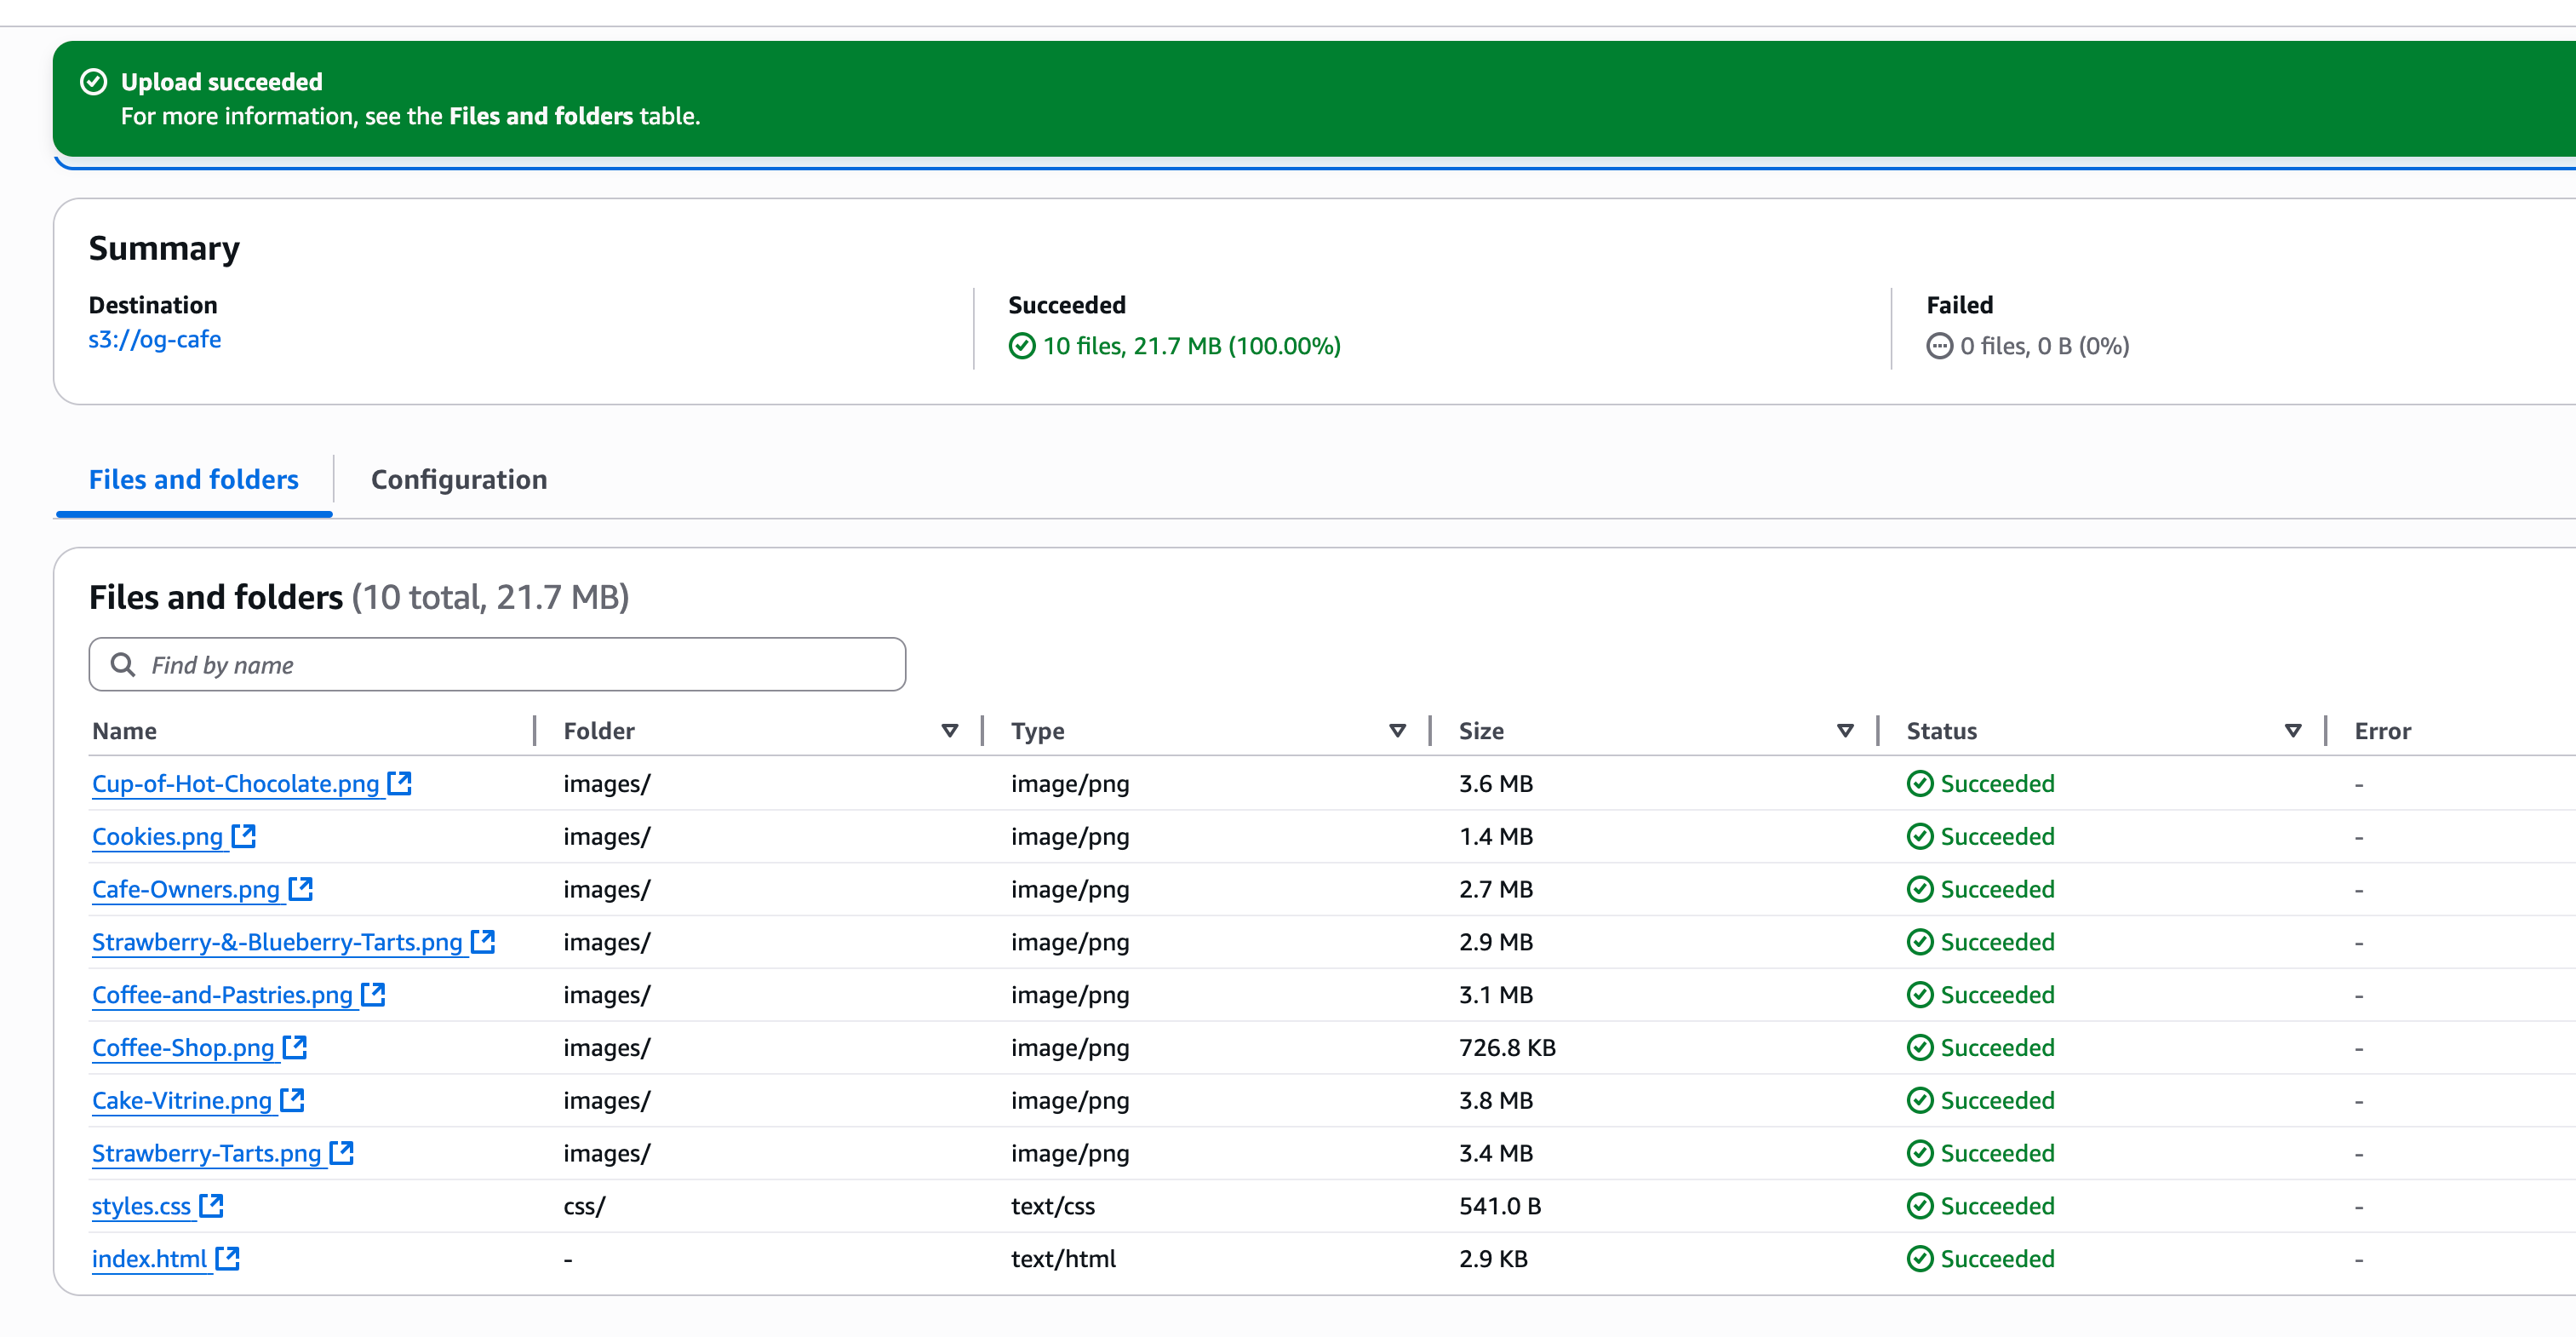 Upload succeeded
For more information, see the Files and folders table.
Summary
Destination
s3://og-cafe
Succeeded
10 files, 21.7 MB (100.00%)
Failed
0 files, 0 B (0%)
Files and folders
Configuration
Files and folders (10 total, 21.7 MB)
Find by name
Name Folder Type Size Status Error
Cup-of-Hot-Chocolate.png images/ image/png 3.6 MB Succeeded -
Cookies.png images/ image/png 1.4 MB Succeeded -
Cafe-Owners.png images/ image/png 2.7 MB Succeeded -
Strawberry-&-Blueberry-Tarts.png images/ image/png 2.9 MB Succeeded -
Coffee-and-Pastries.png images/ image/png 3.1 MB Succeeded -
Coffee-Shop.png images/ image/png 726.8 KB Succeeded -
Cake-Vitrine.png images/ image/png 3.8 MB Succeeded -
Strawberry-Tarts.png images/ image/png 3.4 MB Succeeded -
styles.css css/ text/css 541.0 B Succeeded -
index.html - text/html 2.9 KB Succeeded -